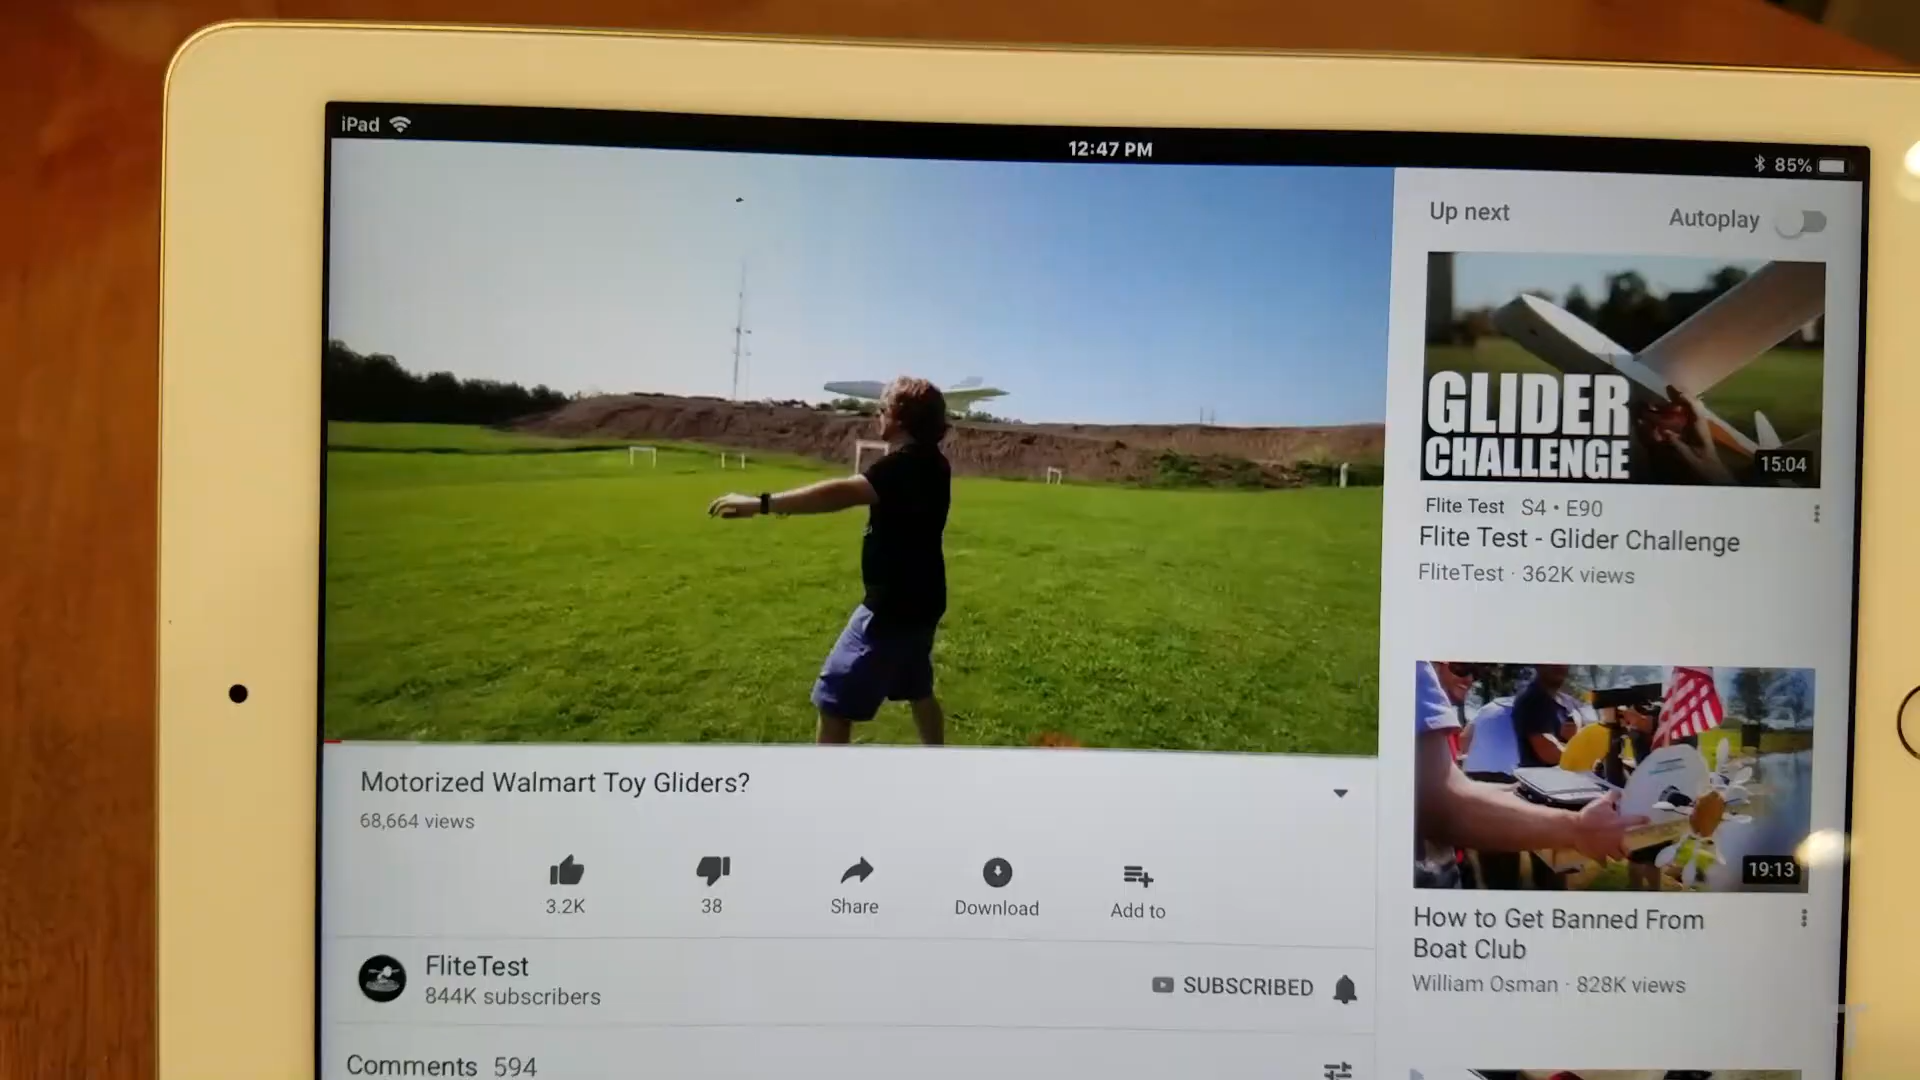 iPad
12:47 PM
85%
Up next
Autoplay
GLIDER
CHALLENGE
15:04
Flite Test S4 • E90
Flite Test - Glider Challenge
FliteTest · 362K views
19:13
How to Get Banned From
Boat Club
William Osman · 828K views
Motorized Walmart Toy Gliders?
68,664 views
3.2K
38
Share
Download
Add to
FliteTest
844K subscribers
SUBSCRIBED
Comments 594